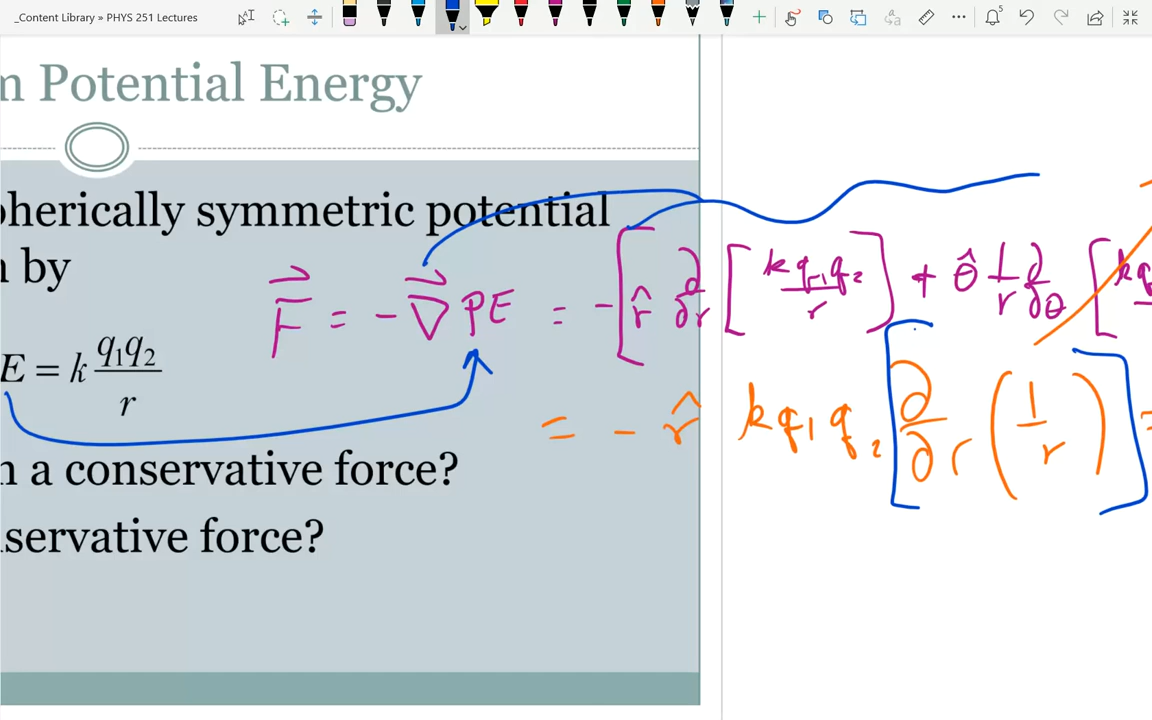 _Content Library » PHYS 251 Lectures
5
n Potential Energy
pherically symmetric potential
n by
E = k q₁q₂ / r
F⃗ = - ∇⃗ PE = - [ r̂ ∂/∂r [ kq₁q₂ / r ] + θ̂ 1/r ∂/∂θ [ kq
= - r̂ kq₁q₂ [ ∂/∂r ( 1/r ) ] =
n a conservative force?
servative force?